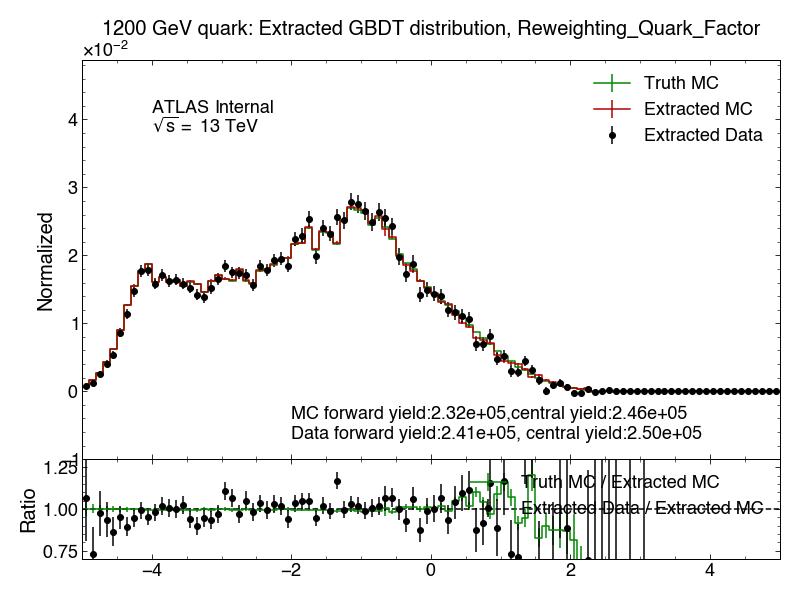 1200 GeV quark: Extracted GBDT distribution, Reweighting_Quark_Factor
×10−2
ATLAS Internal
√s = 13 TeV
Truth MC
Extracted MC
Extracted Data
Normalized
4
3
2
1
0
1
MC forward yield:2.32e+05,central yield:2.46e+05
Data forward yield:2.41e+05, central yield:2.50e+05
Ratio
1.25
1.00
0.75
Truth MC / Extracted MC
Extracted Data / Extracted MC
−4
−2
0
2
4